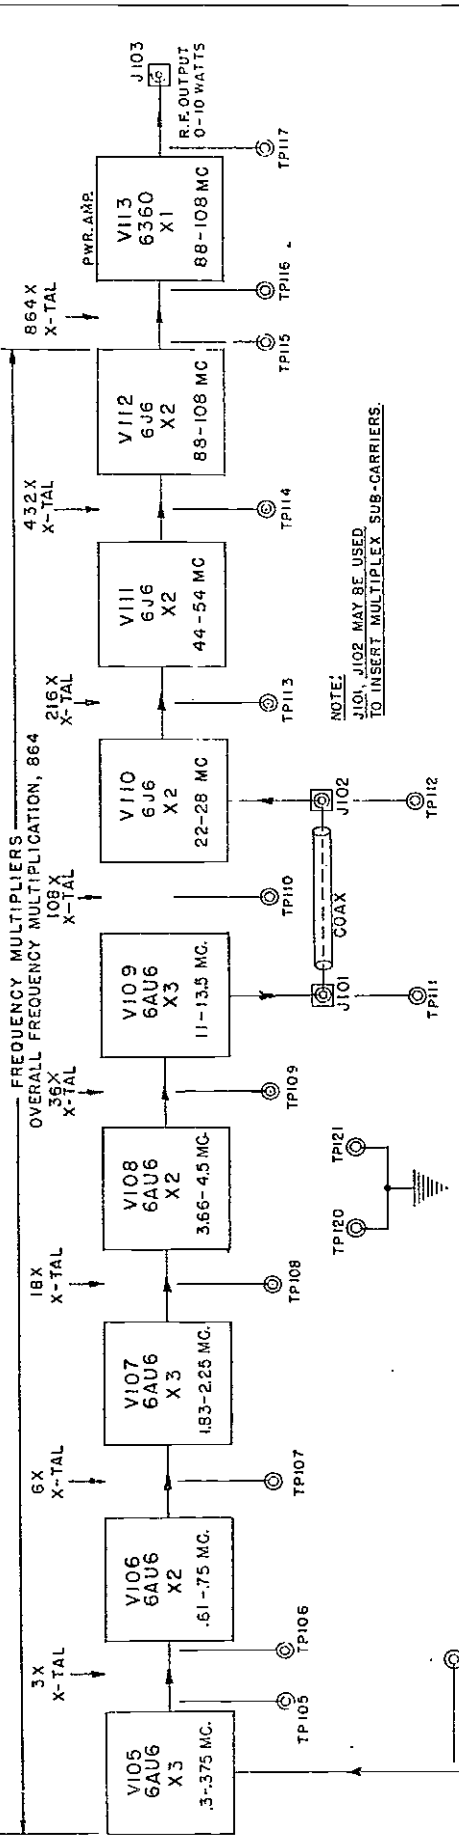 FREQUENCY MULTIPLIERS
OVERALL FREQUENCY MULTIPLICATION, 864
3X
X-TAL
6X
X-TAL
18X
X-TAL
36X
X-TAL
108X
X-TAL
216X
X-TAL
432X
X-TAL
864X
X-TAL
PWR. AMP.
V105
6AU6
X3
.3-.375 MC.
V106
6AU6
X2
.61-.75 MC.
V107
6AU6
X3
1.83-2.25 MC.
V108
6AU6
X2
3.66-4.5 MC.
V109
6AU6
X3
11-13.5 MC.
V110
6J6
X2
22-28 MC
V111
6J6
X2
44-54 MC
V112
6J6
X2
88-108 MC
V113
6360
X1
88-108 MC
J103
R.F. OUTPUT
0-10 WATTS
TP105
TP106
TP107
TP108
TP109
TP110
TP113
TP114
TP115
TP116
TP117
J101
COAX
J102
TP111
TP112
TP120
TP121
NOTE:
J101, J102 MAY BE USED
TO INSERT MULTIPLEX SUB-CARRIERS.